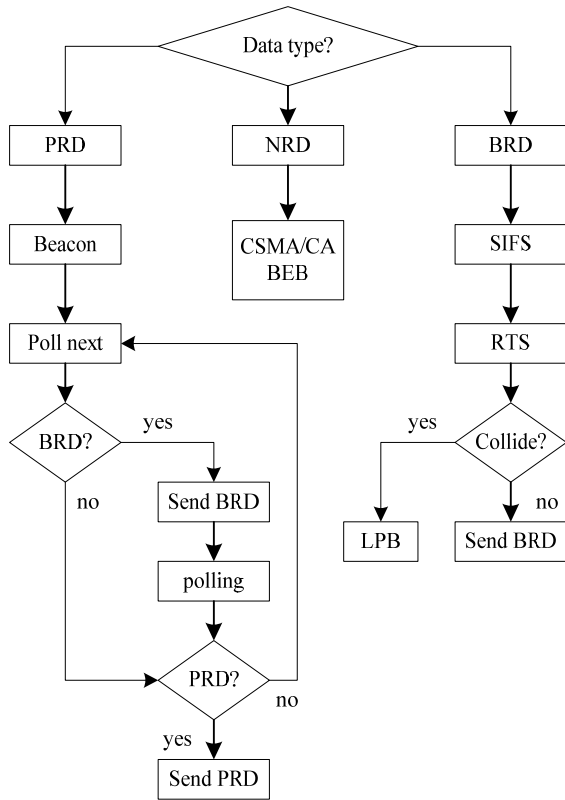 Data type?
PRD
NRD
BRD
Beacon
CSMA/CA
BEB
SIFS
Poll next
RTS
BRD?
yes
yes
Collide?
no
Send BRD
no
LPB
Send BRD
polling
PRD?
no
yes
Send PRD